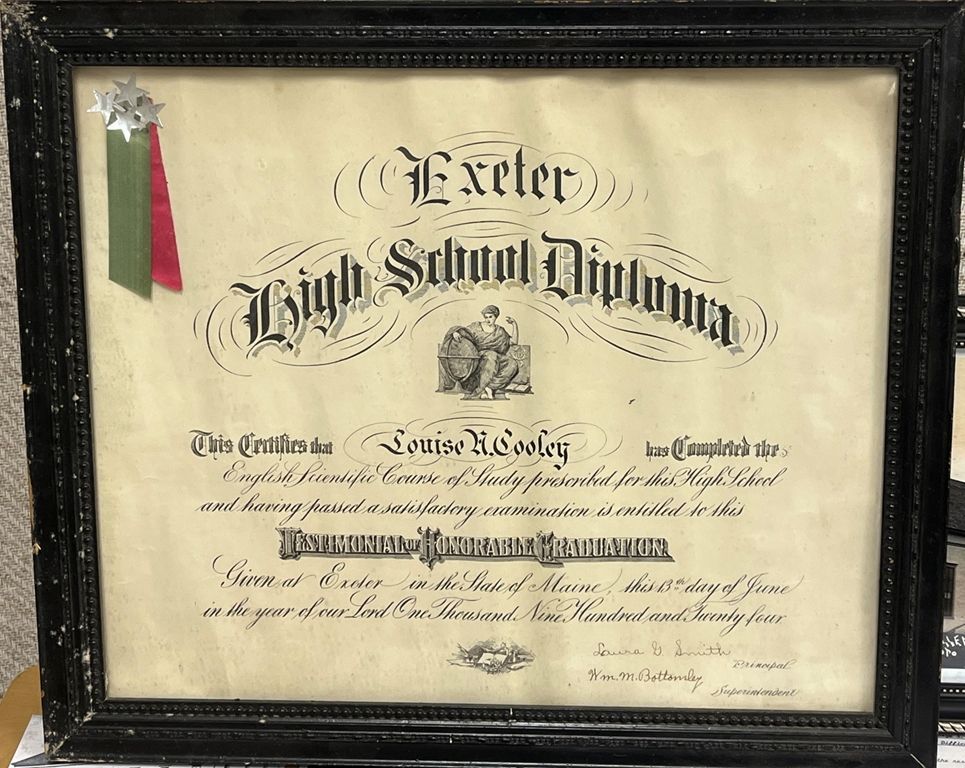 Exeter
High School Diploma
This Certifies that Louise N. Cooley has Completed the
English Scientific Course of Study prescribed for this High School
and having passed a satisfactory examination is entitled to this
TESTIMONIAL OF HONORABLE GRADUATION
Given at Exeter in the State of Maine, this 13th day of June
in the year of our Lord One Thousand Nine Hundred and Twenty four
Laura G Smith
Principal
Wm. M. Bottomley
Superintendent